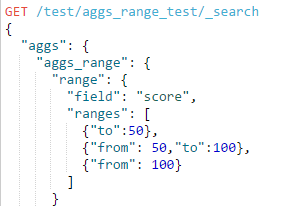 GET /test/aggs_range_test/_search
{
  "aggs": {
    "aggs_range": {
      "range": {
        "field": "score",
        "ranges": [
          {"to":50},
          {"from": 50,"to":100},
          {"from": 100}
        ]
      }